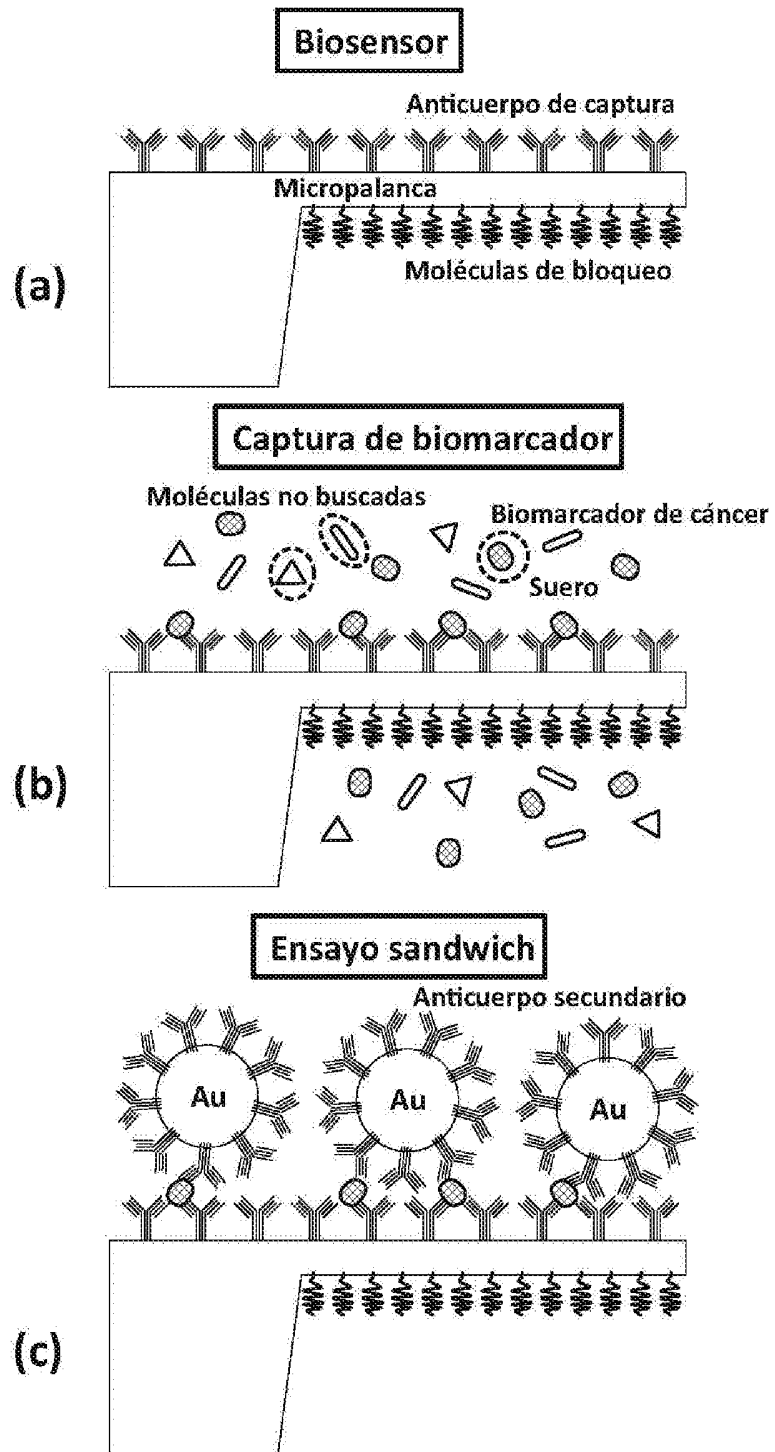 Biosensor
Anticuerpo de captura
Micropalanca
Moléculas de bloqueo
(a)
Captura de biomarcador
Moléculas no buscadas
Biomarcador de cáncer
Suero
(b)
Ensayo sandwich
Anticuerpo secundario
Au
Au
Au
(c)